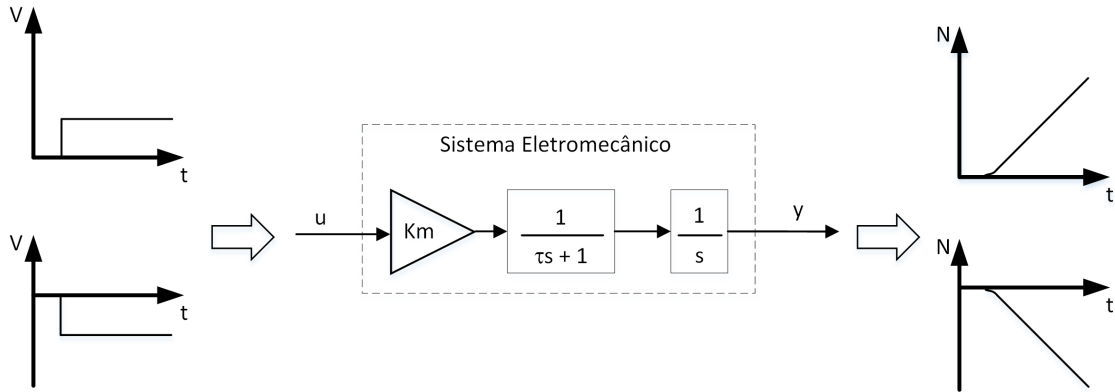 V
t
V
t
Sistema Eletromecânico
u
Km
1
τs + 1
1
s
y
N
t
N
t